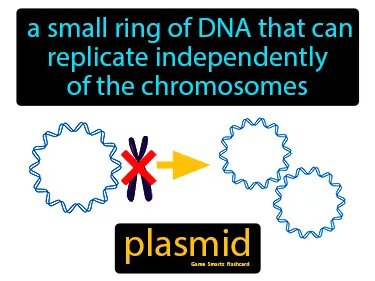 a small ring of DNA that can
replicate independently
of the chromosomes
plasmid
Game Smartz Flashcard